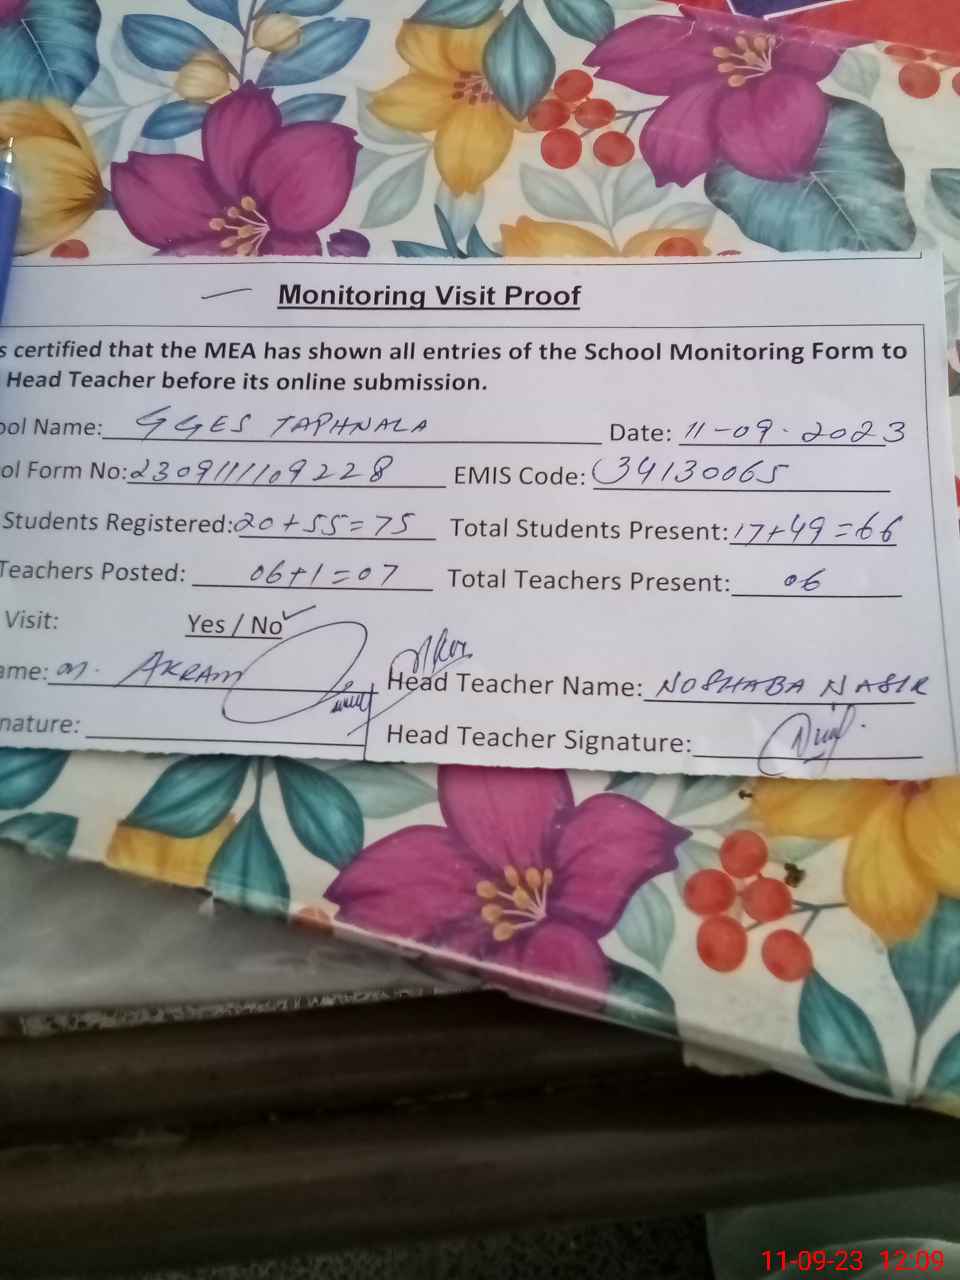 Monitoring Visit Proof
s certified that the MEA has shown all entries of the School Monitoring Form to
Head Teacher before its online submission.
ool Name: GGES TAPHNALA Date: 11-09-2023
ol Form No: 2309111109228 EMIS Code: 34130065
Students Registered: 20+55=75 Total Students Present: 17+49=66
Teachers Posted: 06+1=07 Total Teachers Present: 06
Visit: Yes / No ✓
ame: M. AKRAM Head Teacher Name: NOSHABA NASIR
nature: Head Teacher Signature:
11-09-23 12:09